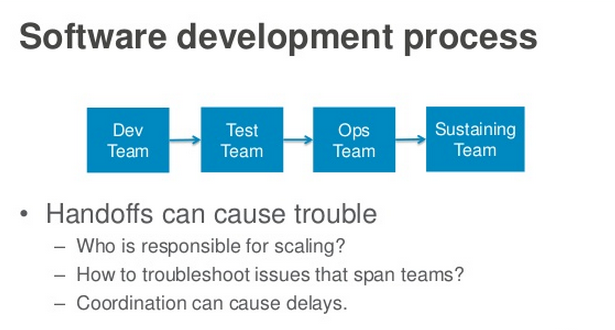 Software development process
Dev
Team
Test
Team
Ops
Team
Sustaining
Team
• Handoffs can cause trouble
– Who is responsible for scaling?
– How to troubleshoot issues that span teams?
– Coordination can cause delays.